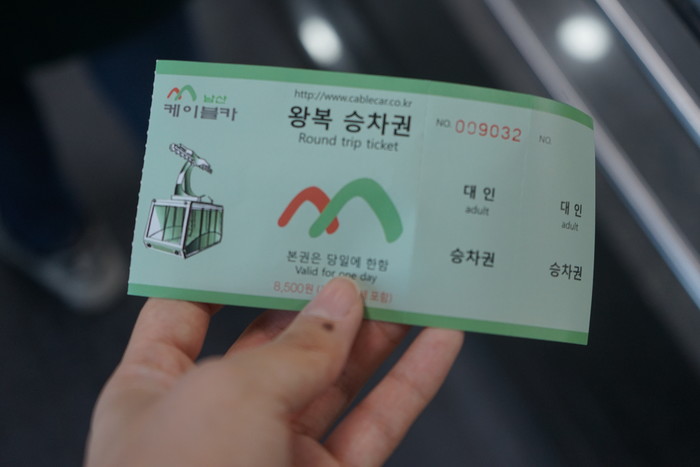 남산
케이블카
http://www.cablecar.co.kr
왕복 승차권
Round trip ticket
본권은 당일에 한함
Valid for one day
8,500원 ( 포함)
NO. 009032
대 인
adult
승차권
NO.
대 인
adult
승차권